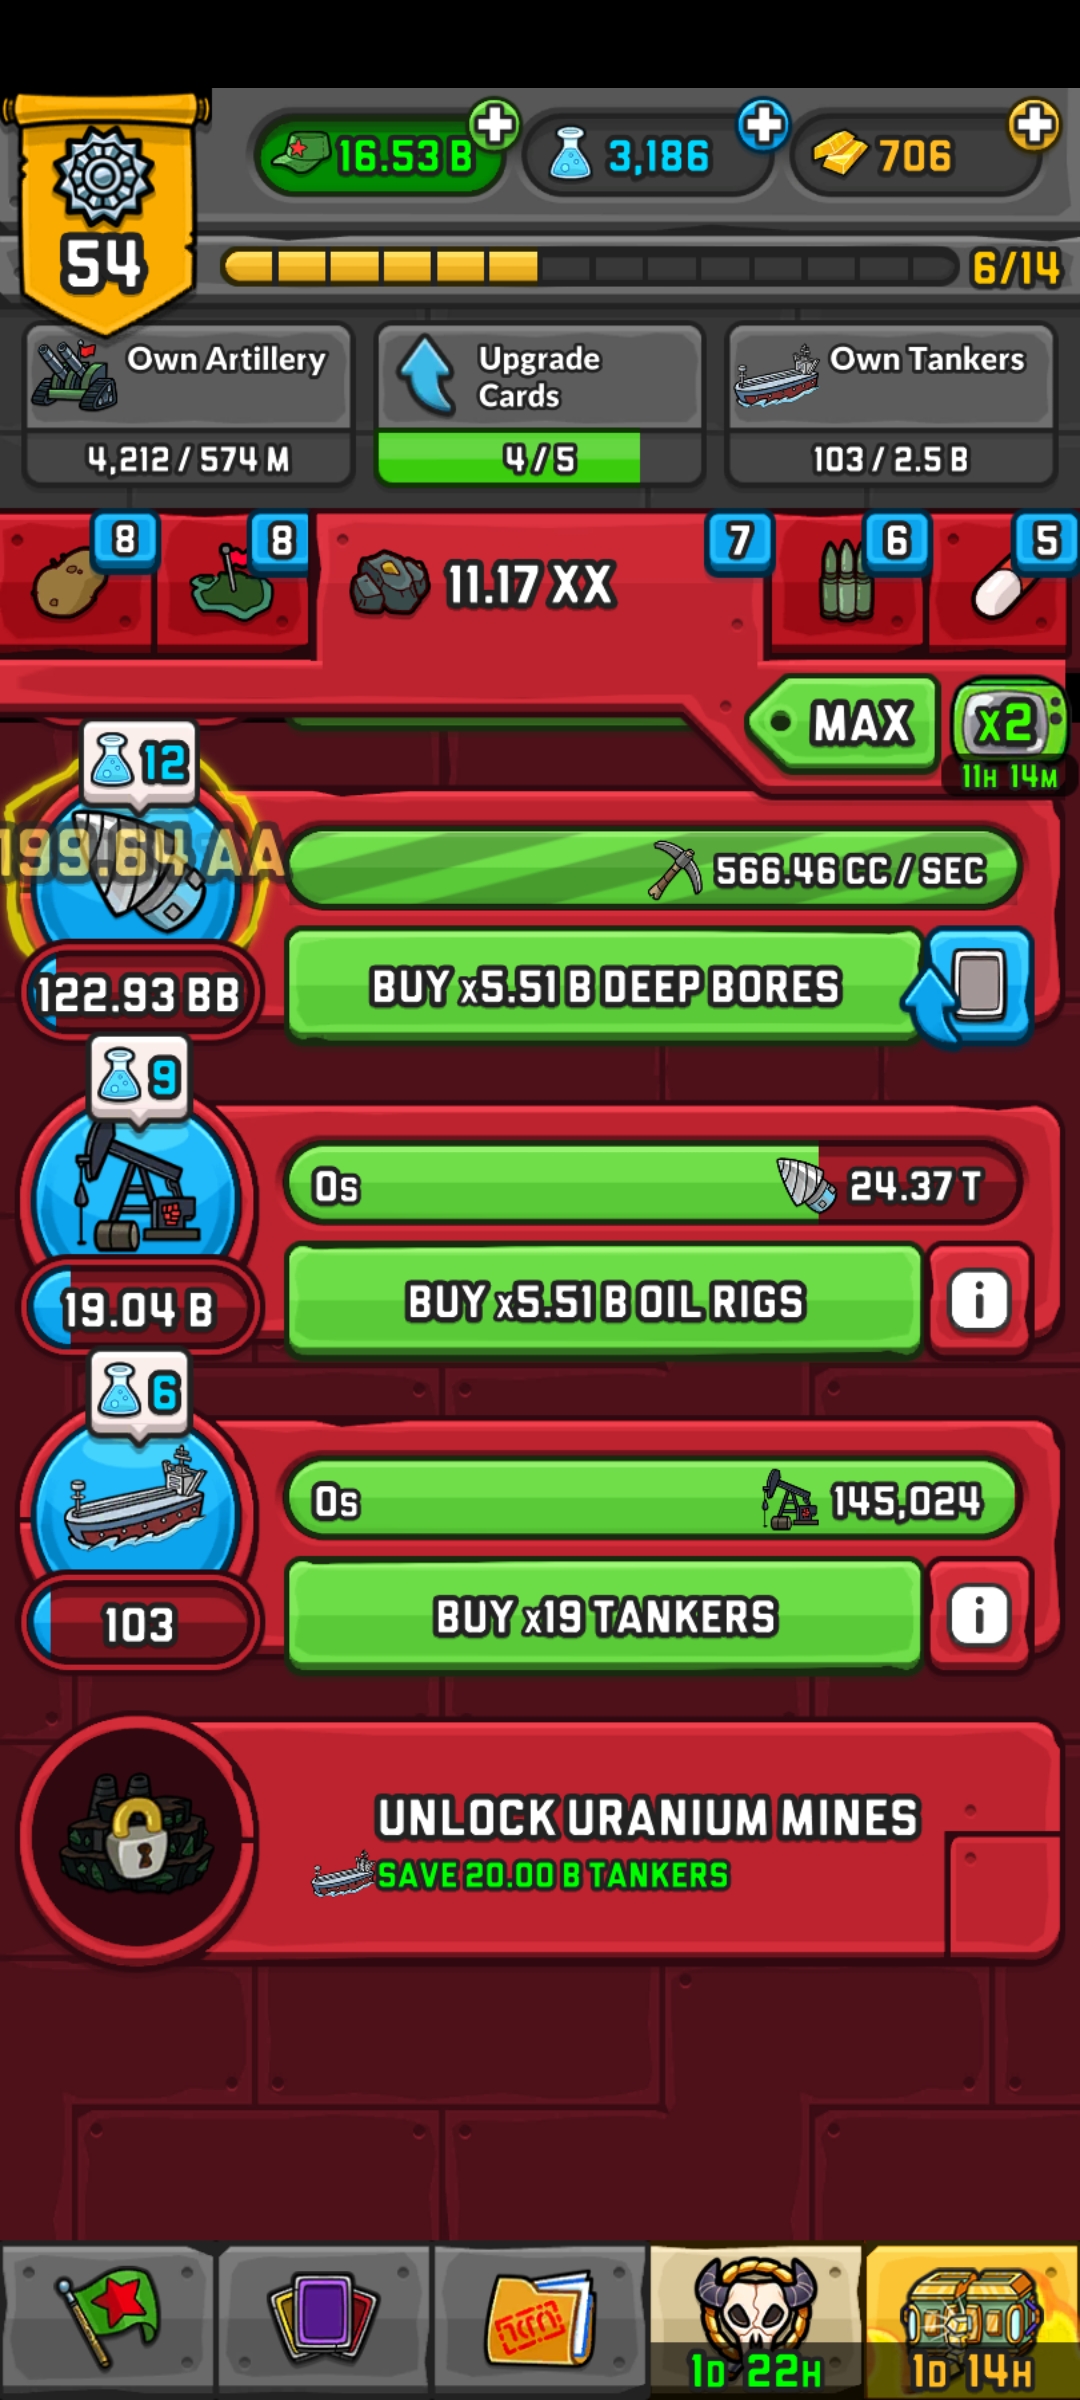 16.53 B
3,186
706
54
6/14
Own Artillery
4,212 / 574 M
Upgrade
Cards
4 / 5
Own Tankers
103 / 2.5 B
8
8
11.17 XX
7
6
5
MAX
x2
11H 14M
12
199.64 AA
566.46 CC / SEC
122.93 BB
BUY x5.51 B DEEP BORES
9
0s
24.37 T
19.04 B
BUY x5.51 B OIL RIGS
i
6
0s
145,024
103
BUY x19 TANKERS
i
UNLOCK URANIUM MINES
SAVE 20.00 B TANKERS
1D 22H
1D 14H